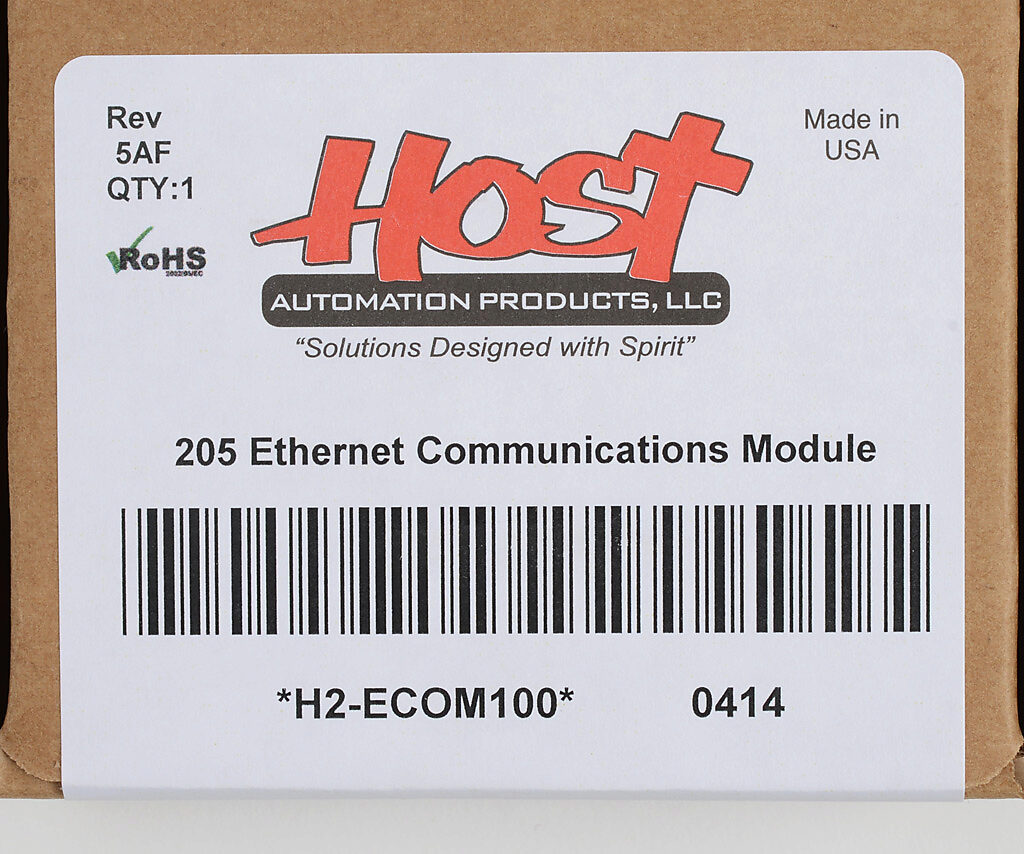 Rev
5AF
QTY:1
Made in
USA
RoHS
HOST
AUTOMATION PRODUCTS, LLC
“Solutions Designed with Spirit”
205 Ethernet Communications Module
*H2-ECOM100* 0414